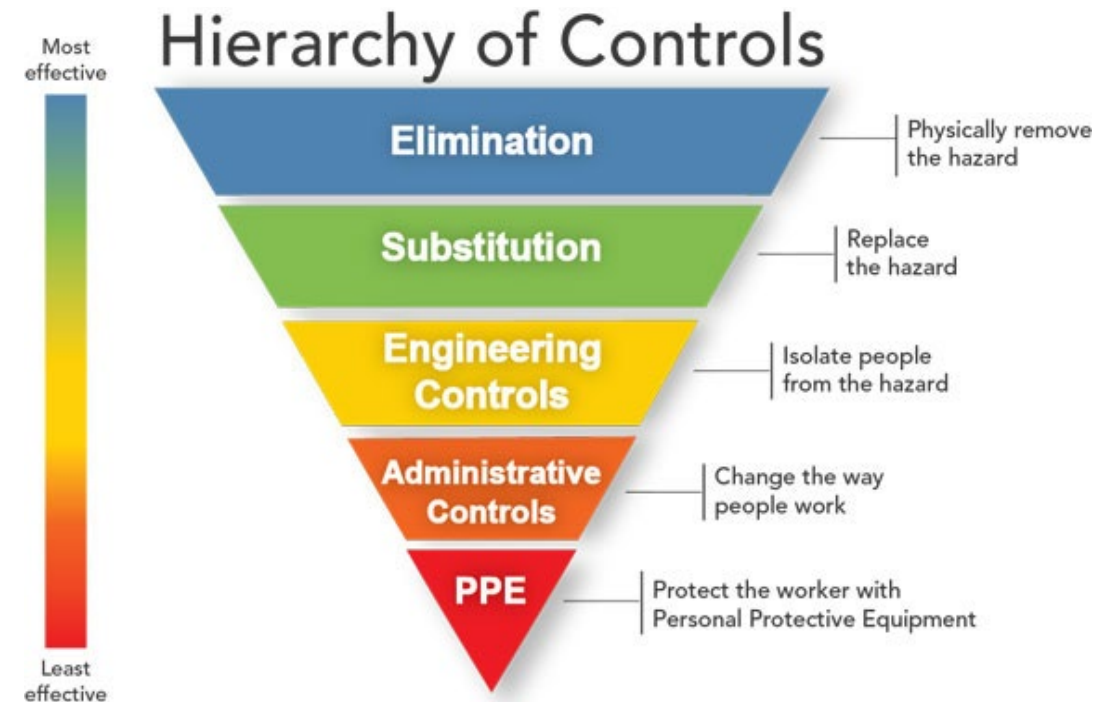 Hierarchy of Controls
Most
effective
Elimination
Physically remove
the hazard
Substitution
Replace
the hazard
Engineering
Controls
Isolate people
from the hazard
Administrative
Controls
Change the way
people work
PPE
Protect the worker with
Personal Protective Equipment
Least
effective